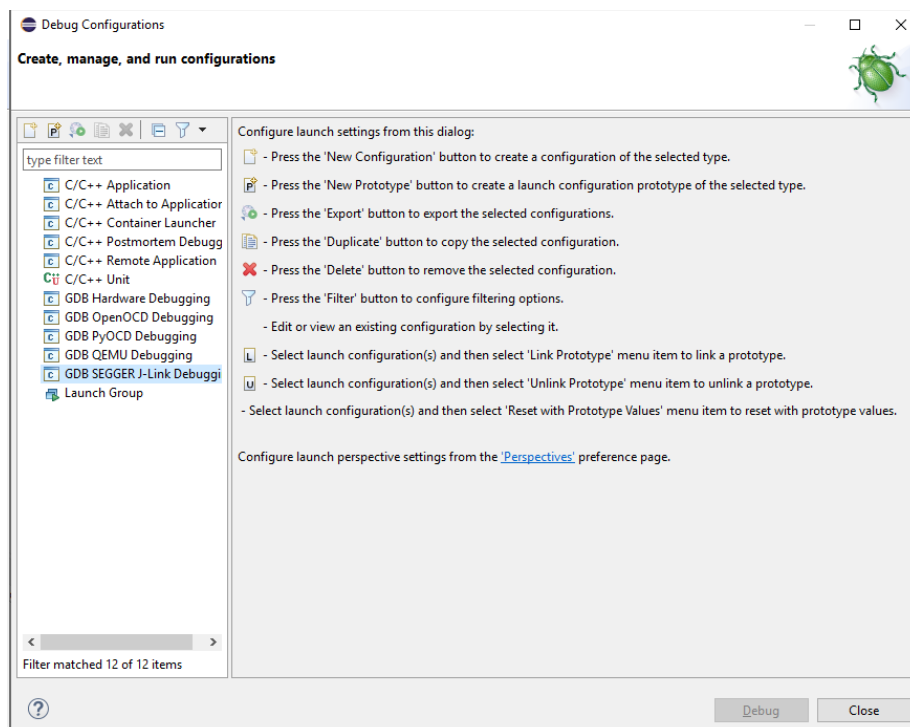 Debug Configurations
Create, manage, and run configurations
type filter text
C/C++ Application
C/C++ Attach to Application
C/C++ Container Launcher
C/C++ Postmortem Debugg
C/C++ Remote Application
C/C++ Unit
GDB Hardware Debugging
GDB OpenOCD Debugging
GDB PyOCD Debugging
GDB QEMU Debugging
GDB SEGGER J-Link Debuggi
Launch Group
Filter matched 12 of 12 items
Configure launch settings from this dialog:
- Press the 'New Configuration' button to create a configuration of the selected type.
- Press the 'New Prototype' button to create a launch configuration prototype of the selected type.
- Press the 'Export' button to export the selected configurations.
- Press the 'Duplicate' button to copy the selected configuration.
- Press the 'Delete' button to remove the selected configuration.
- Press the 'Filter' button to configure filtering options.
- Edit or view an existing configuration by selecting it.
- Select launch configuration(s) and then select 'Link Prototype' menu item to link a prototype.
- Select launch configuration(s) and then select 'Unlink Prototype' menu item to unlink a prototype.
- Select launch configuration(s) and then select 'Reset with Prototype Values' menu item to reset with prototype values.
Configure launch perspective settings from the 'Perspectives' preference page.
Debug
Close